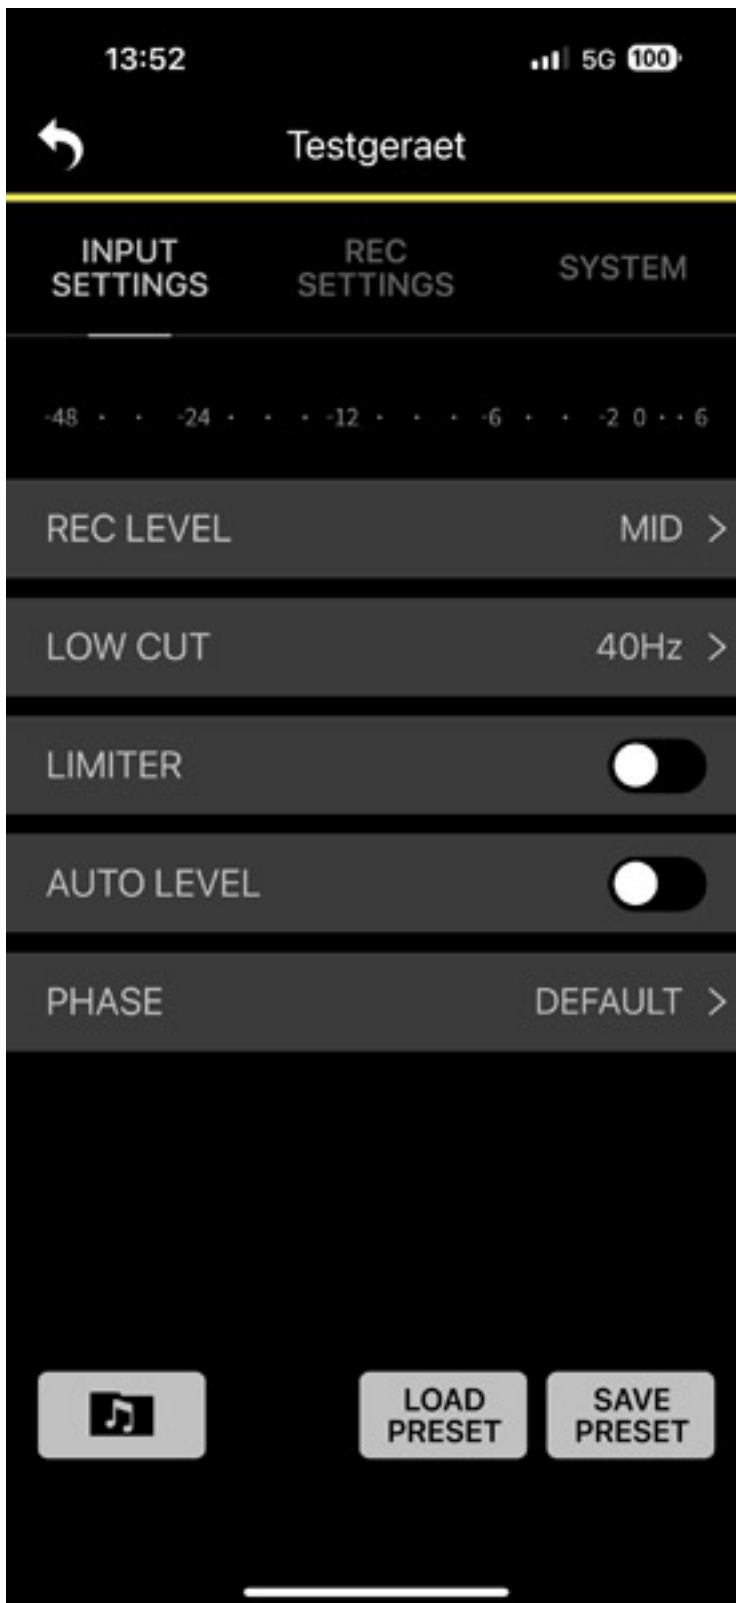 13:52 5G 100
Testgeraet
INPUT SETTINGS REC SETTINGS SYSTEM
-48 · · -24 · · · -12 · · · -6 · · -2 0 · · 6
REC LEVEL MID >
LOW CUT 40Hz >
LIMITER
AUTO LEVEL
PHASE DEFAULT >
LOAD PRESET SAVE PRESET